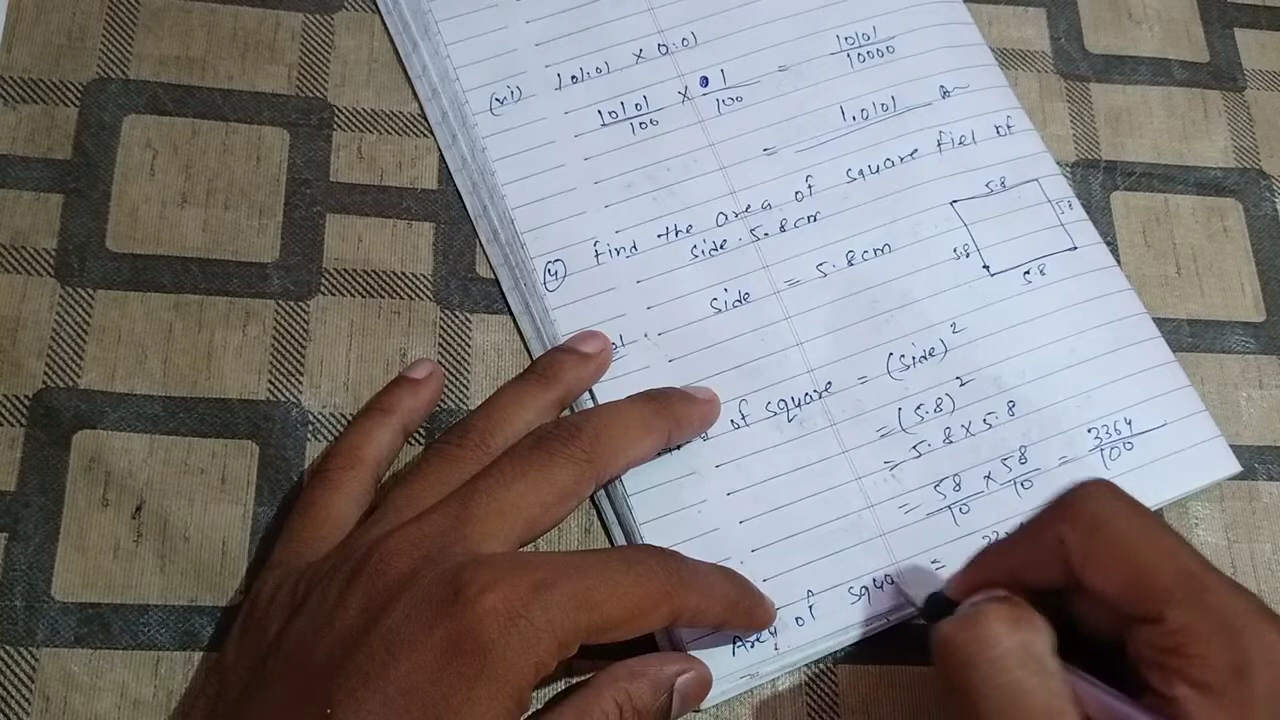 (xi) 101.01 × 0.01
10101/100 × 01/100 = 10101/10000
= 1.0101 Ans
(4) Find the area of square fiel of
side. 5.8cm
5.8
5.8
5.8
5.8
side = 5.8cm
of square = (side)²
= (5.8)²
= 5.8 × 5.8
= 58/10 × 58/10 = 3364/100
Area of squa =